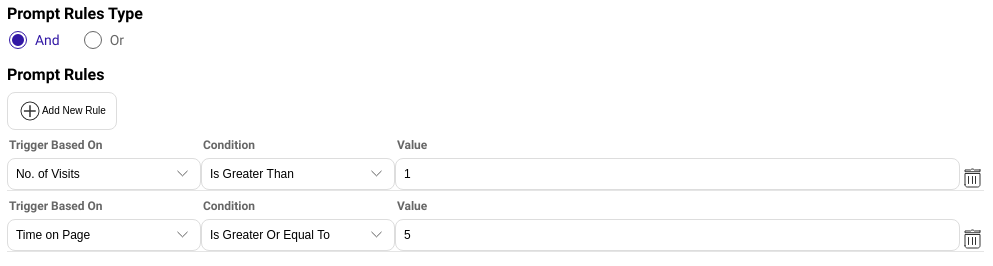 Prompt Rules Type
And Or
Prompt Rules
Add New Rule
Trigger Based On Condition Value
No. of Visits Is Greater Than 1
Trigger Based On Condition Value
Time on Page Is Greater Or Equal To 5